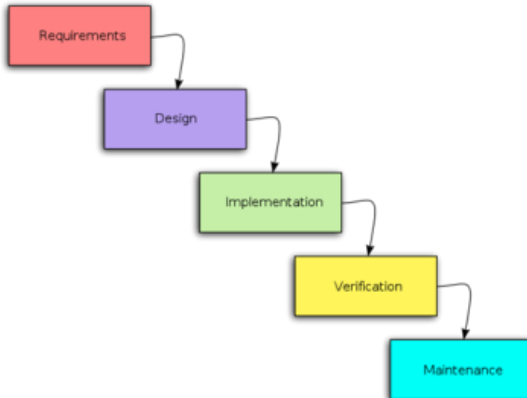 Requirements
Design
Implementation
Verification
Maintenance